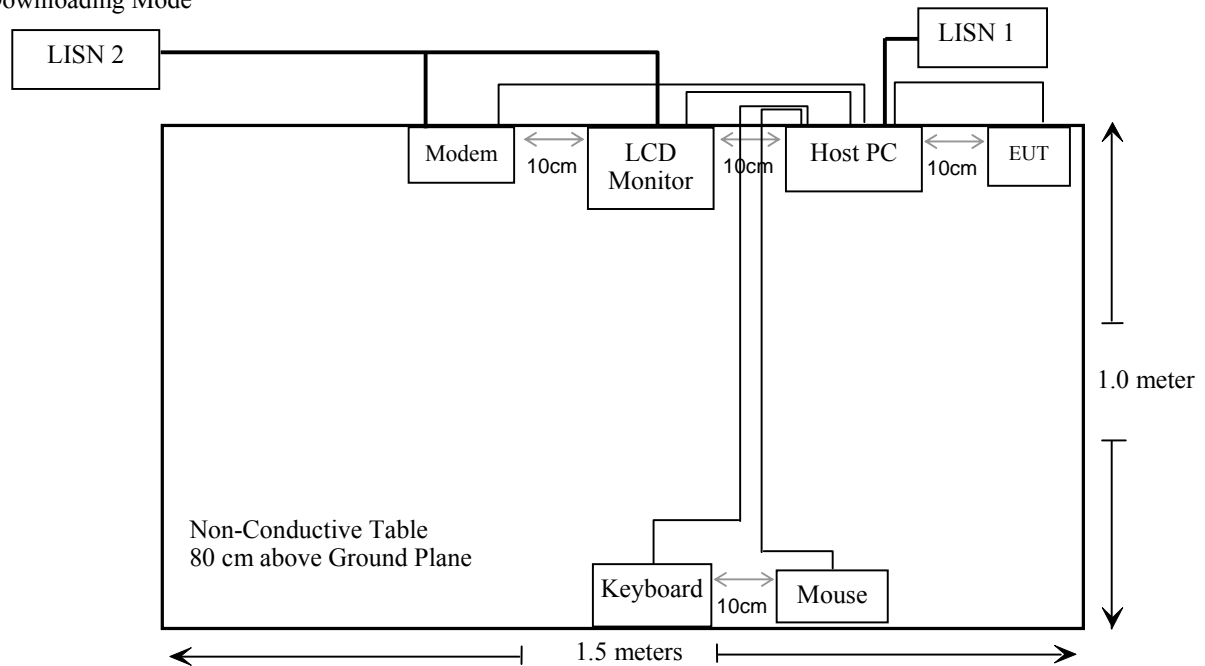 Downloading Mode
LISN 2
LISN 1
Modem
10cm
LCD
Monitor
10cm
Host PC
10cm
EUT
1.0 meter
Non-Conductive Table
80 cm above Ground Plane
Keyboard
10cm
Mouse
1.5 meters